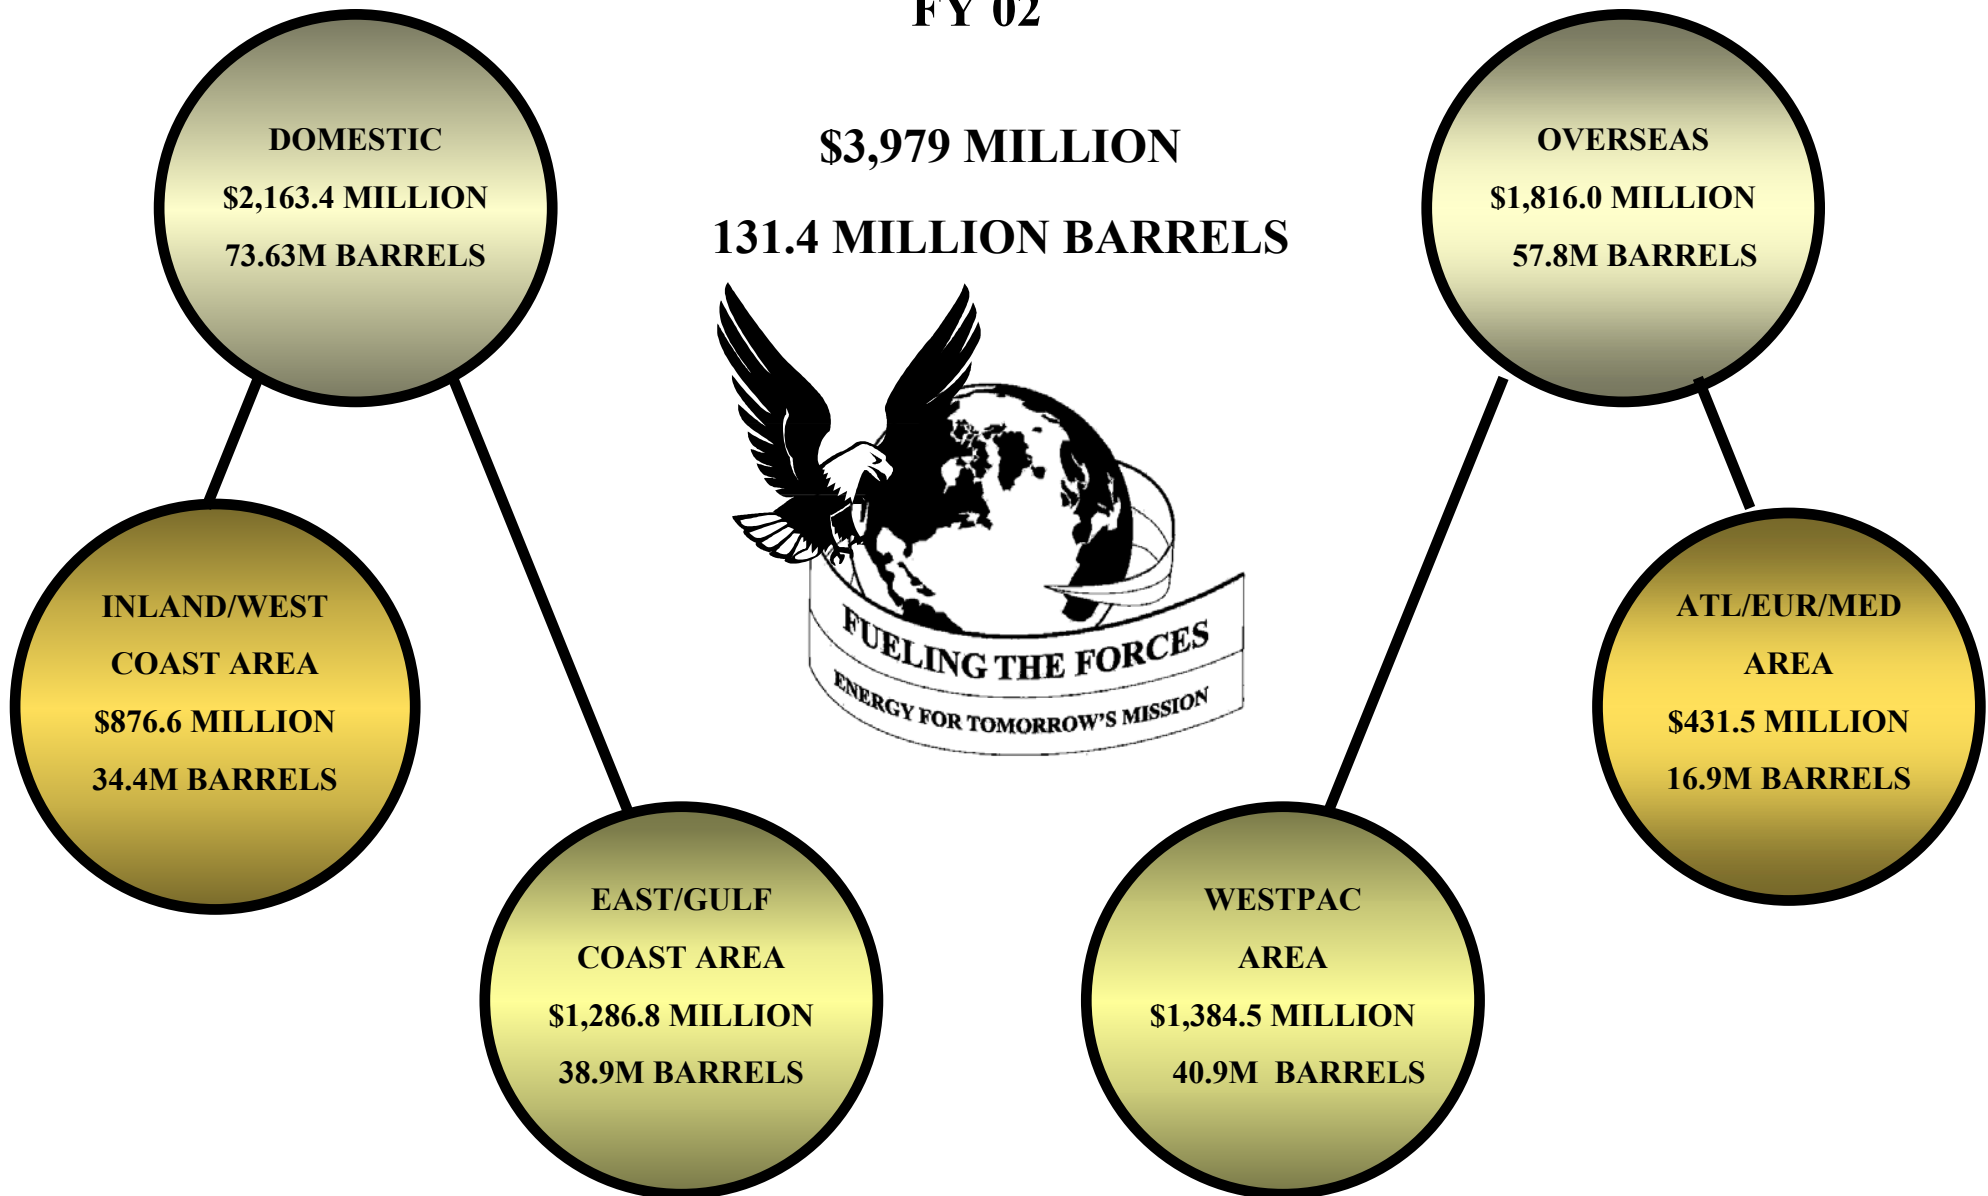 FY 02
$3,979 MILLION
131.4 MILLION BARRELS
DOMESTIC
$2,163.4 MILLION
73.63M BARRELS
OVERSEAS
$1,816.0 MILLION
57.8M BARRELS
FUELING THE FORCES
ENERGY FOR TOMORROW'S MISSION
INLAND/WEST
COAST AREA
$876.6 MILLION
34.4M BARRELS
ATL/EUR/MED
AREA
$431.5 MILLION
16.9M BARRELS
EAST/GULF
COAST AREA
$1,286.8 MILLION
38.9M BARRELS
WESTPAC
AREA
$1,384.5 MILLION
40.9M  BARRELS